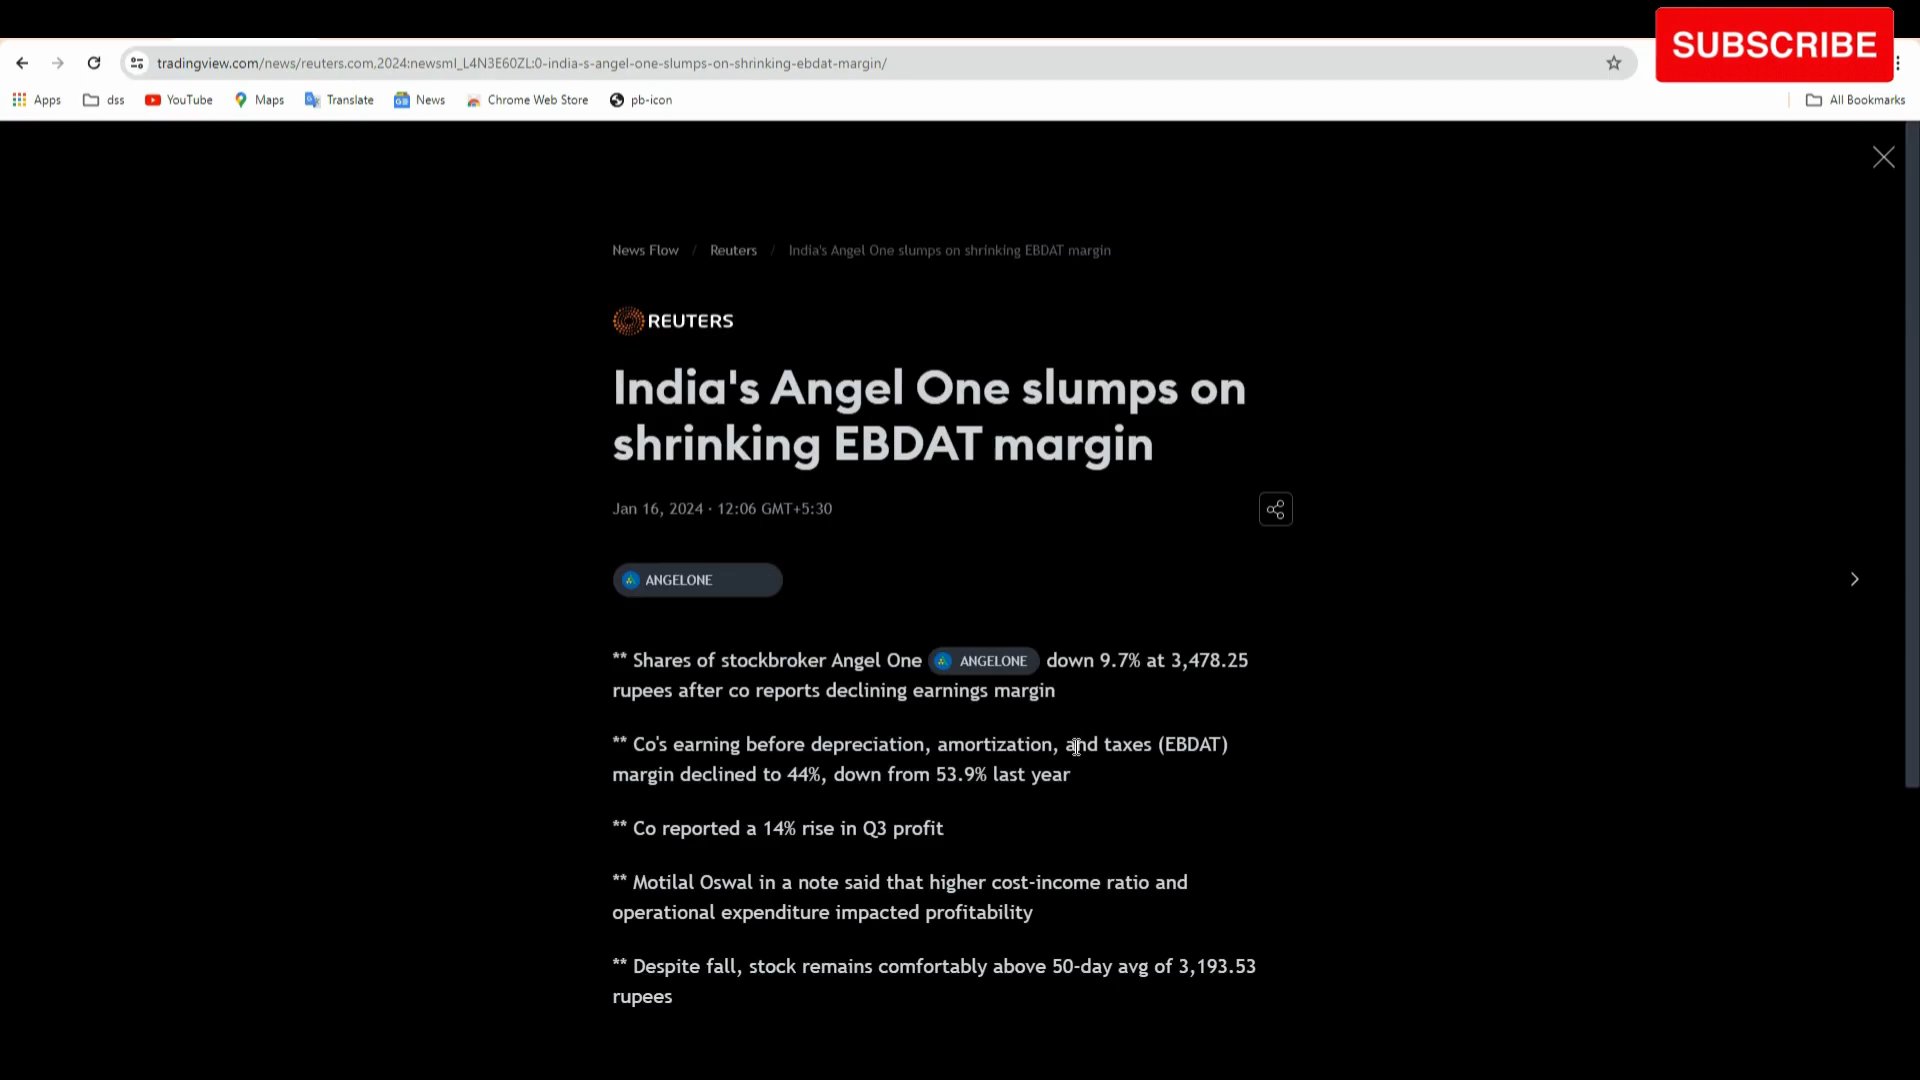 SUBSCRIBE
tradingview.com/news/reuters.com,2024:newsml_L4N3E60ZL:0-india-s-angel-one-slumps-on-shrinking-ebdat-margin/
Apps dss YouTube Maps Translate News Chrome Web Store pb-icon All Bookmarks
News Flow / Reuters / India's Angel One slumps on shrinking EBDAT margin
REUTERS
India's Angel One slumps on
shrinking EBDAT margin
Jan 16, 2024 · 12:06 GMT+5:30
ANGELONE
** Shares of stockbroker Angel One ANGELONE down 9.7% at 3,478.25
rupees after co reports declining earnings margin
** Co's earning before depreciation, amortization, and taxes (EBDAT)
margin declined to 44%, down from 53.9% last year
** Co reported a 14% rise in Q3 profit
** Motilal Oswal in a note said that higher cost-income ratio and
operational expenditure impacted profitability
** Despite fall, stock remains comfortably above 50-day avg of 3,193.53
rupees